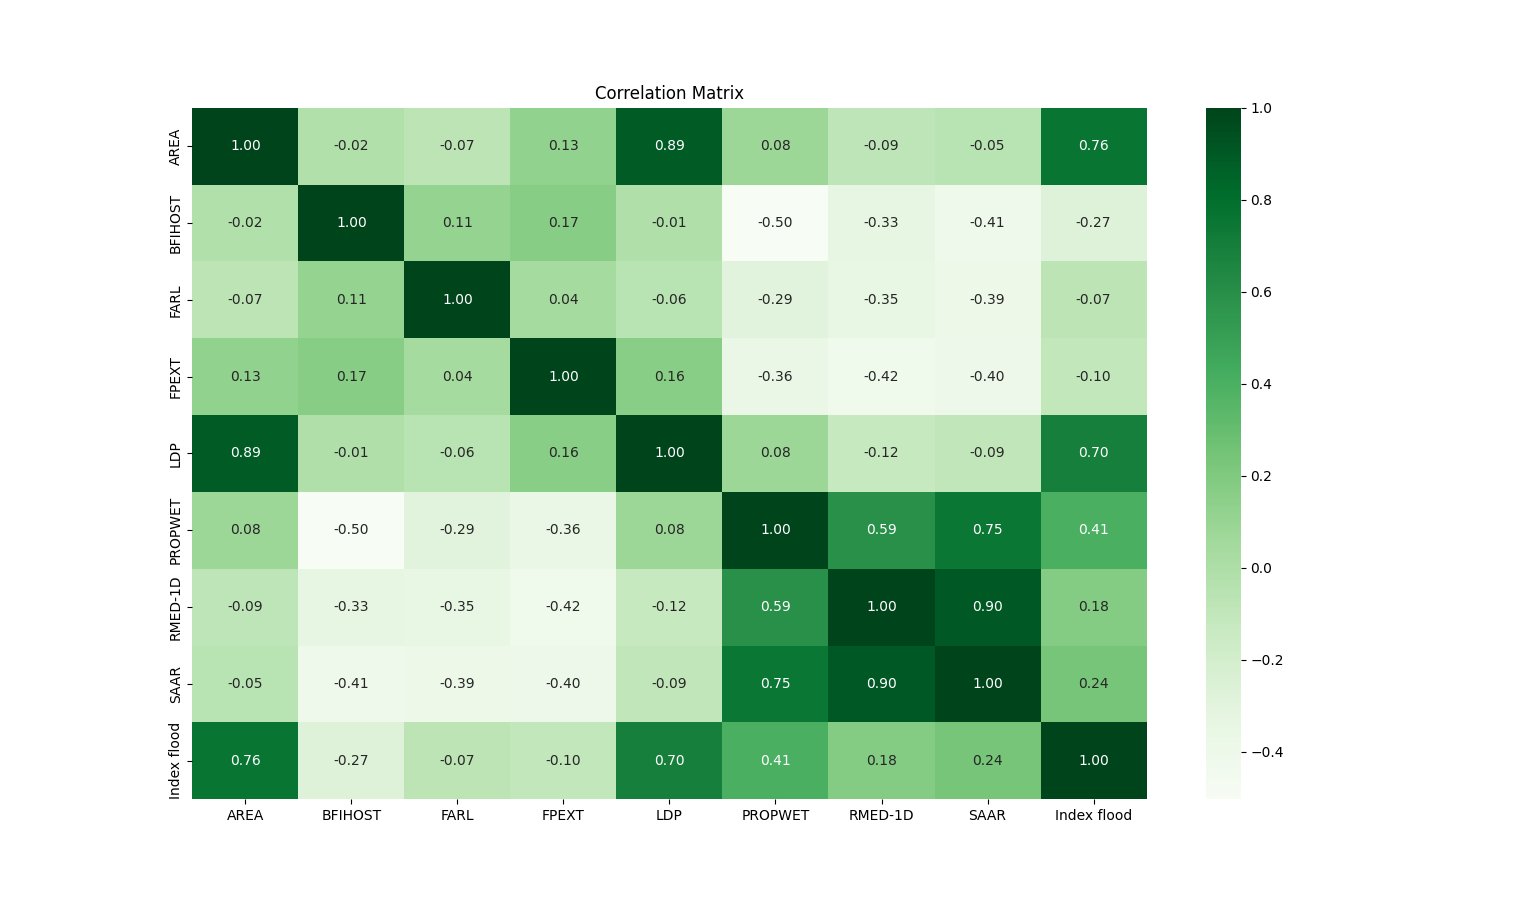 Correlation Matrix
AREA 1.00 -0.02 -0.07 0.13 0.89 0.08 -0.09 -0.05 0.76
BFIHOST -0.02 1.00 0.11 0.17 -0.01 -0.50 -0.33 -0.41 -0.27
FARL -0.07 0.11 1.00 0.04 -0.06 -0.29 -0.35 -0.39 -0.07
FPEXT 0.13 0.17 0.04 1.00 0.16 -0.36 -0.42 -0.40 -0.10
LDP 0.89 -0.01 -0.06 0.16 1.00 0.08 -0.12 -0.09 0.70
PROPWET 0.08 -0.50 -0.29 -0.36 0.08 1.00 0.59 0.75 0.41
RMED-1D -0.09 -0.33 -0.35 -0.42 -0.12 0.59 1.00 0.90 0.18
SAAR -0.05 -0.41 -0.39 -0.40 -0.09 0.75 0.90 1.00 0.24
Index flood 0.76 -0.27 -0.07 -0.10 0.70 0.41 0.18 0.24 1.00
AREA BFIHOST FARL FPEXT LDP PROPWET RMED-1D SAAR Index flood
1.0
0.8
0.6
0.4
0.2
0.0
−0.2
−0.4